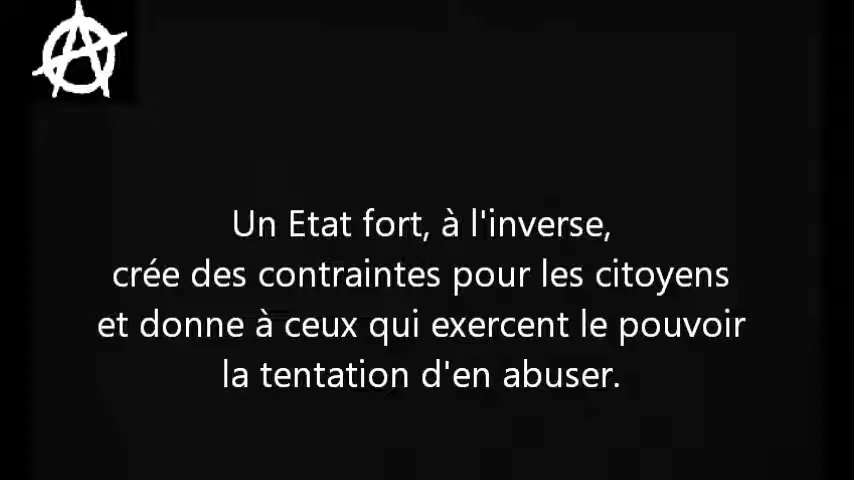 Un Etat fort, à l'inverse,
crée des contraintes pour les citoyens
et donne à ceux qui exercent le pouvoir
la tentation d'en abuser.